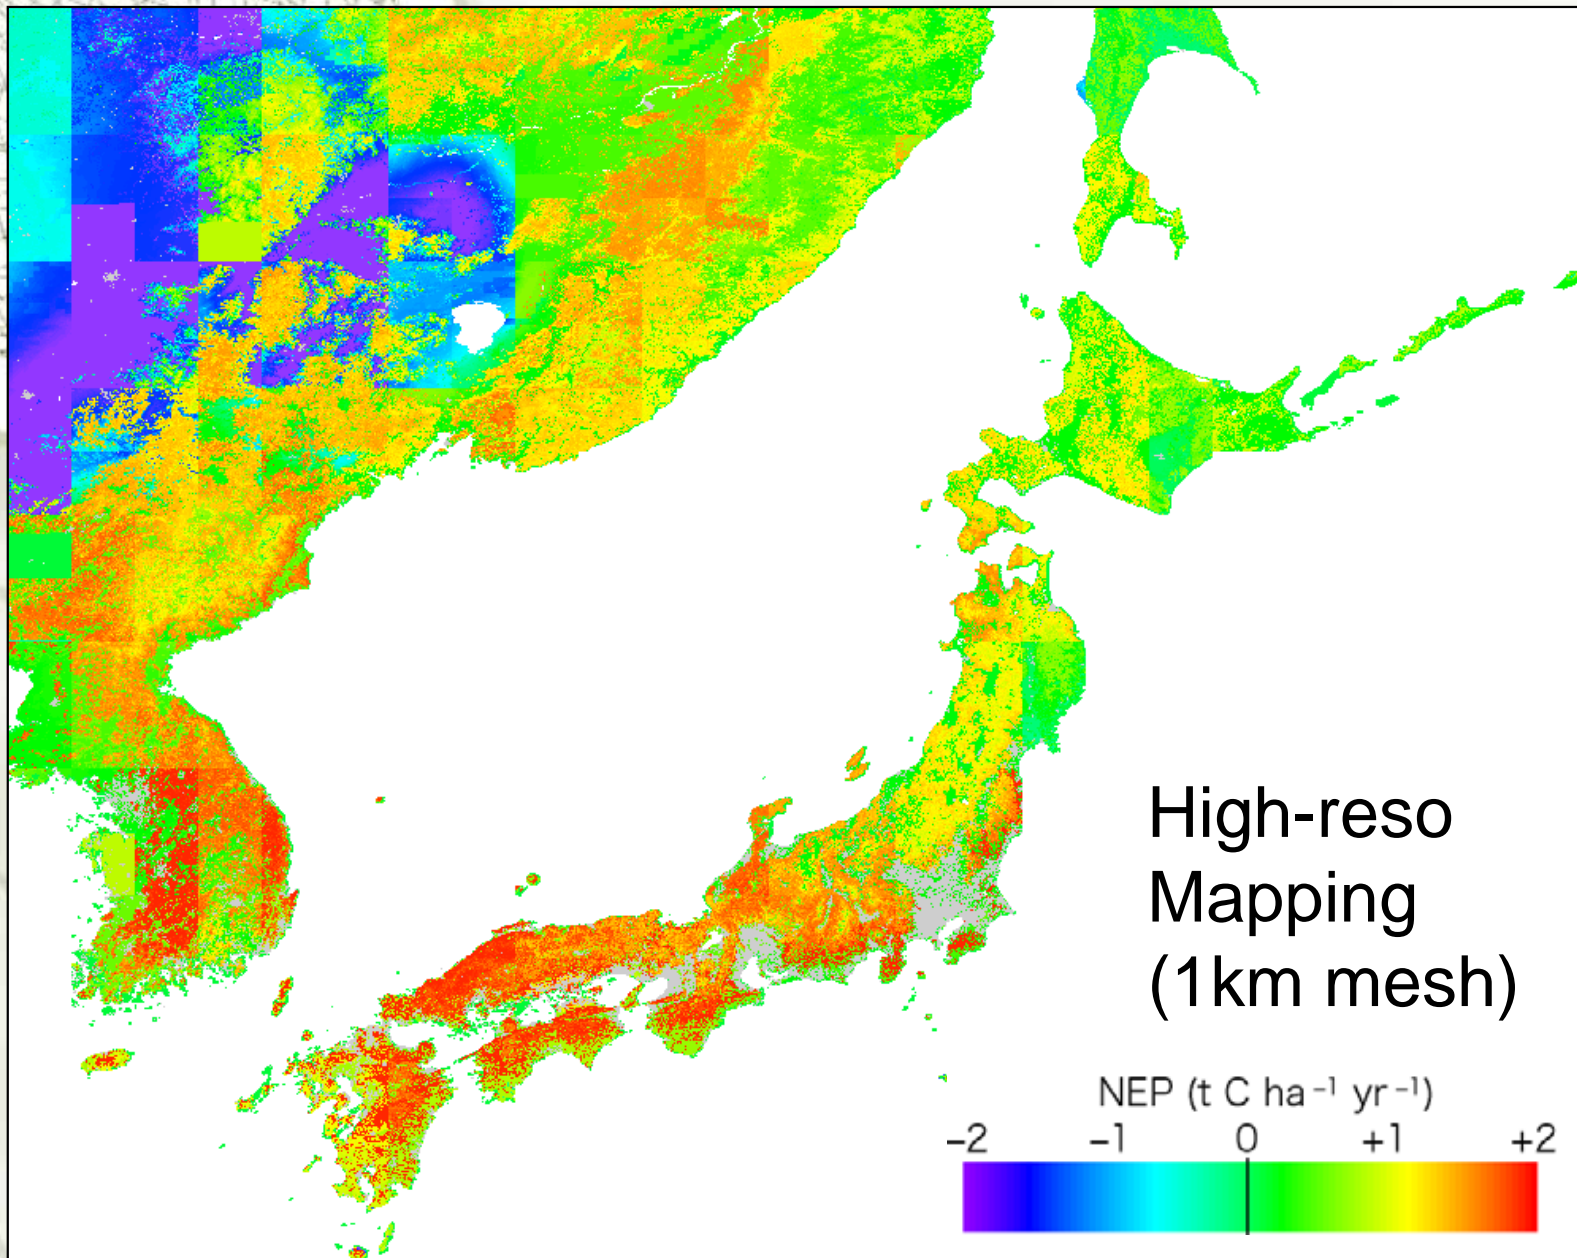 High-reso
Mapping
(1km mesh)
NEP (t C ha⁻¹ yr⁻¹)
−2 −1 0 +1 +2